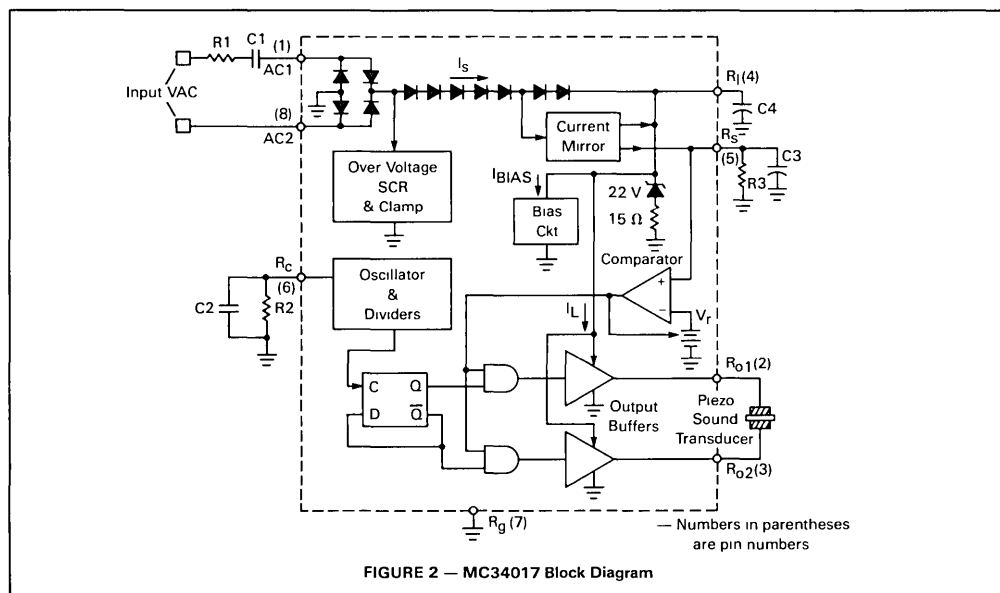 R1
C1
(1)
AC1
Input VAC
(8)
AC2
Is
RI(4)
C4
Current
Mirror
Rs
(5)
C3
R3
Over Voltage
SCR
& Clamp
IBIAS
Bias
Ckt
22 V
15 Ω
Rc
(6)
C2
R2
Oscillator
&
Dividers
Comparator
+
−
Vr
IL
C
Q
D
Q̅
Output
Buffers
Ro1(2)
Piezo
Sound
Transducer
Ro2(3)
Rg (7)
— Numbers in parentheses
are pin numbers
FIGURE 2 — MC34017 Block Diagram